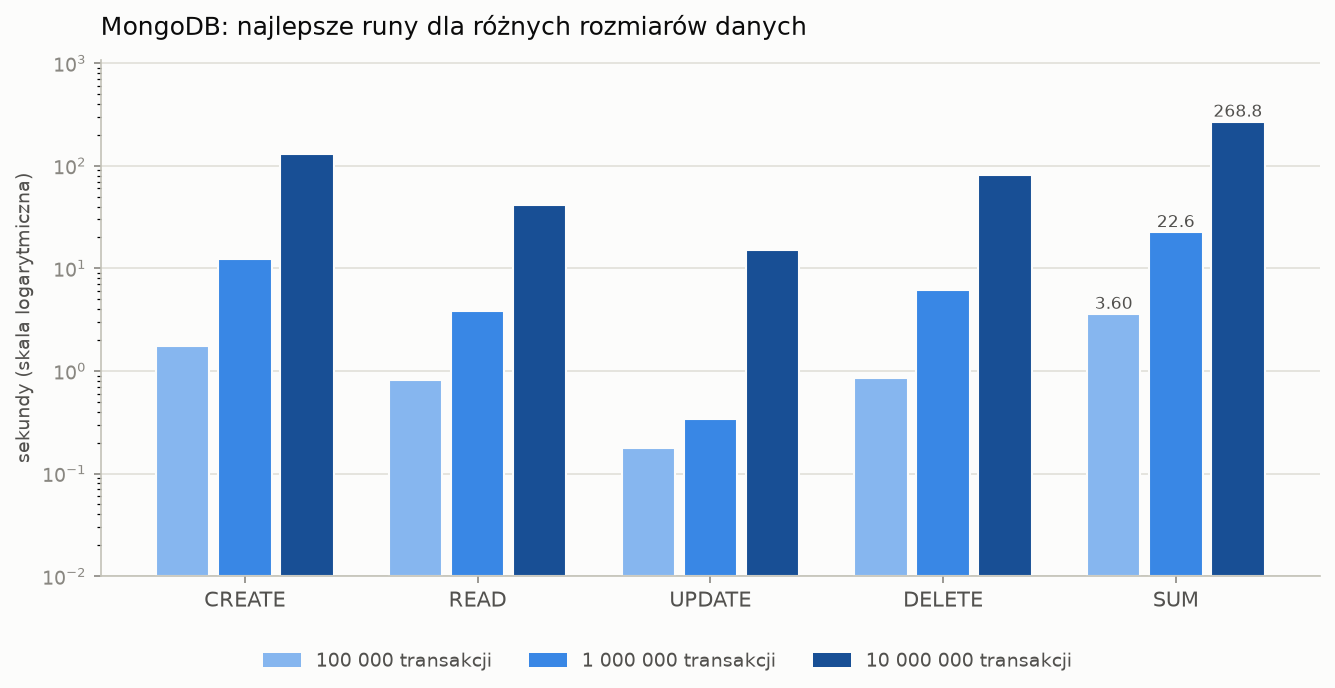 MongoDB: najlepsze runy dla różnych rozmiarów danych
sekundy (skala logarytmiczna)
10³
10²
10¹
10⁰
10⁻¹
10⁻²
3.60
22.6
268.8
CREATE READ UPDATE DELETE SUM
100 000 transakcji 1 000 000 transakcji 10 000 000 transakcji